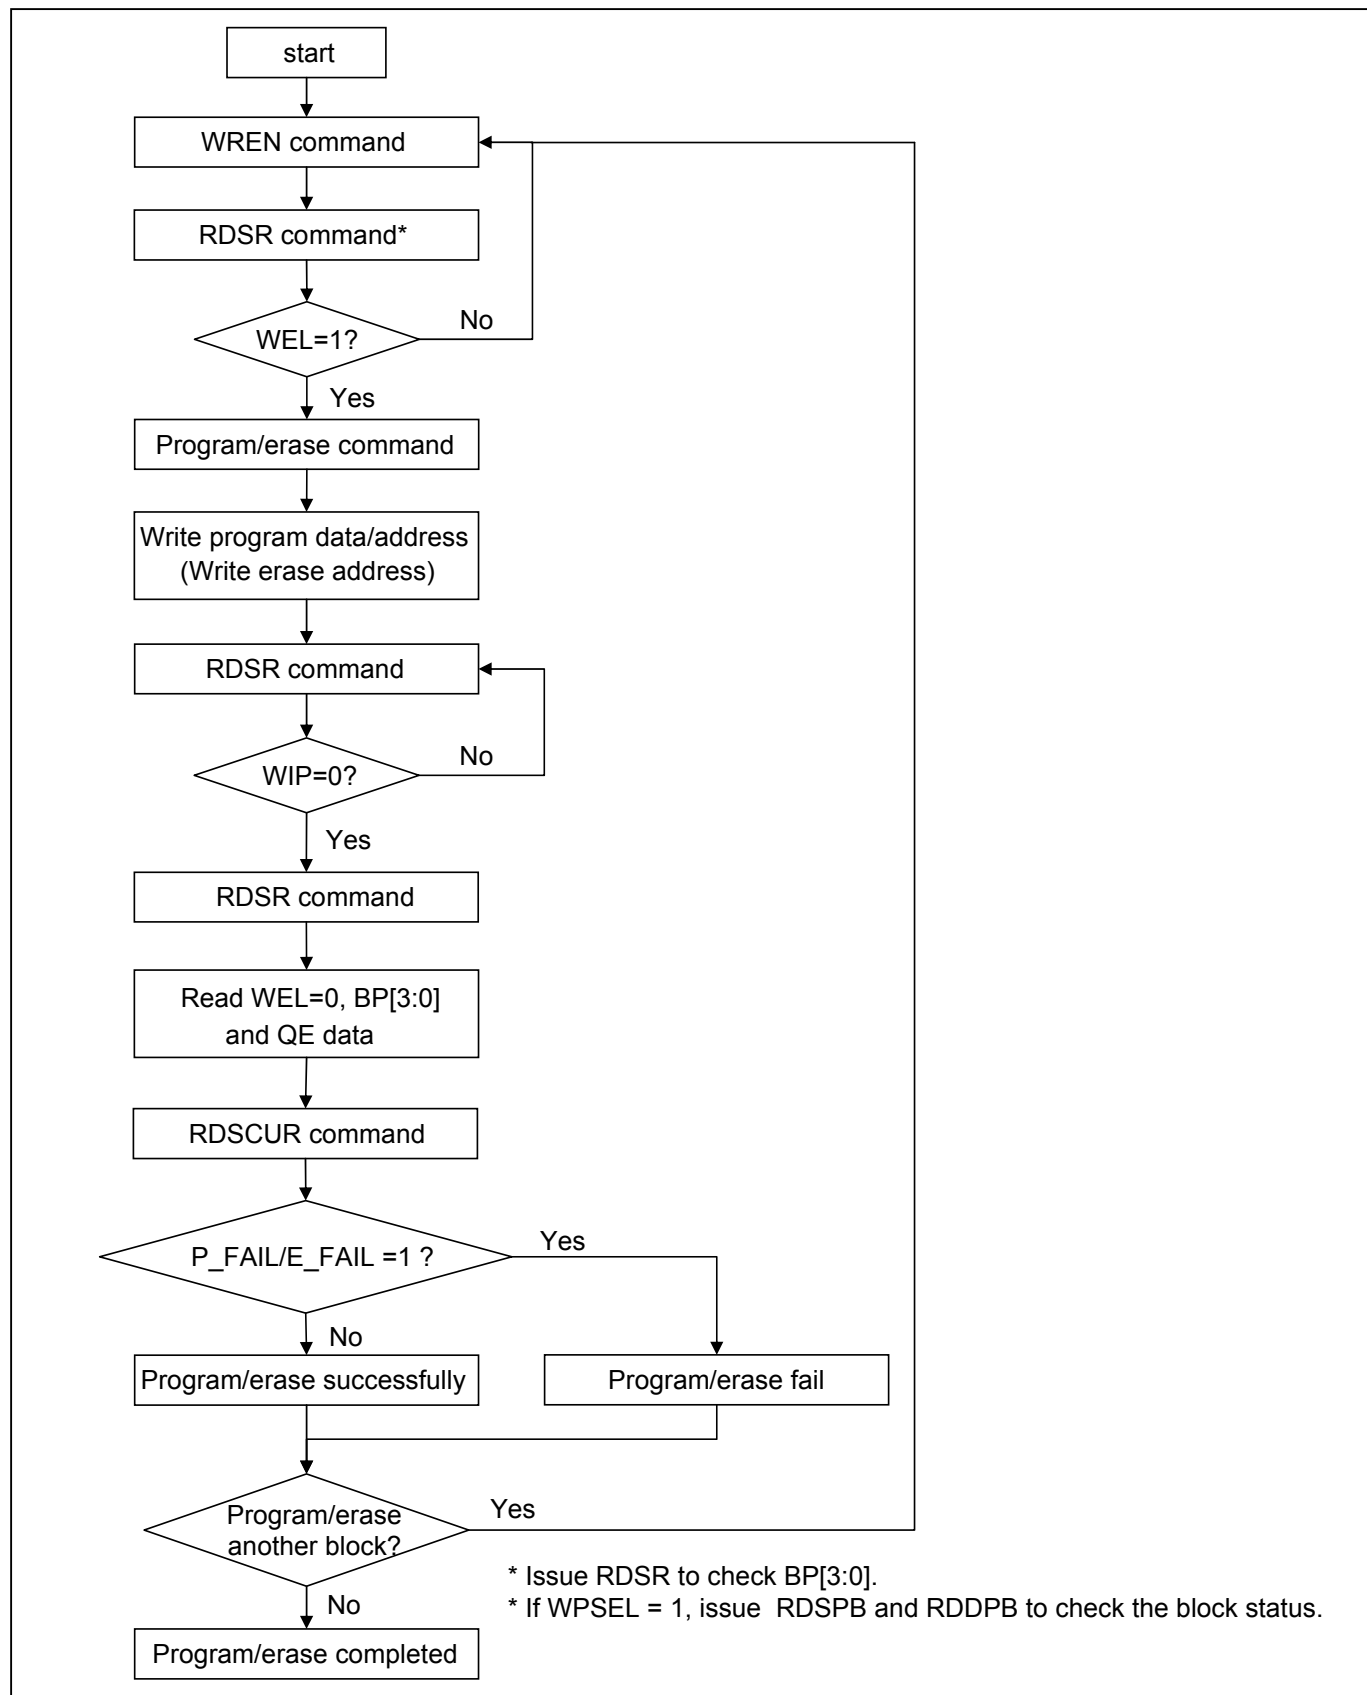 start
WREN command
RDSR command*
WEL=1?
No
Yes
Program/erase command
Write program data/address
(Write erase address)
RDSR command
WIP=0?
No
Yes
RDSR command
Read WEL=0, BP[3:0]
and QE data
RDSCUR command
P_FAIL/E_FAIL =1 ?
Yes
No
Program/erase successfully
Program/erase fail
Program/erase
another block?
Yes
* Issue RDSR to check BP[3:0].
* If WPSEL = 1, issue  RDSPB and RDDPB to check the block status.
No
Program/erase completed